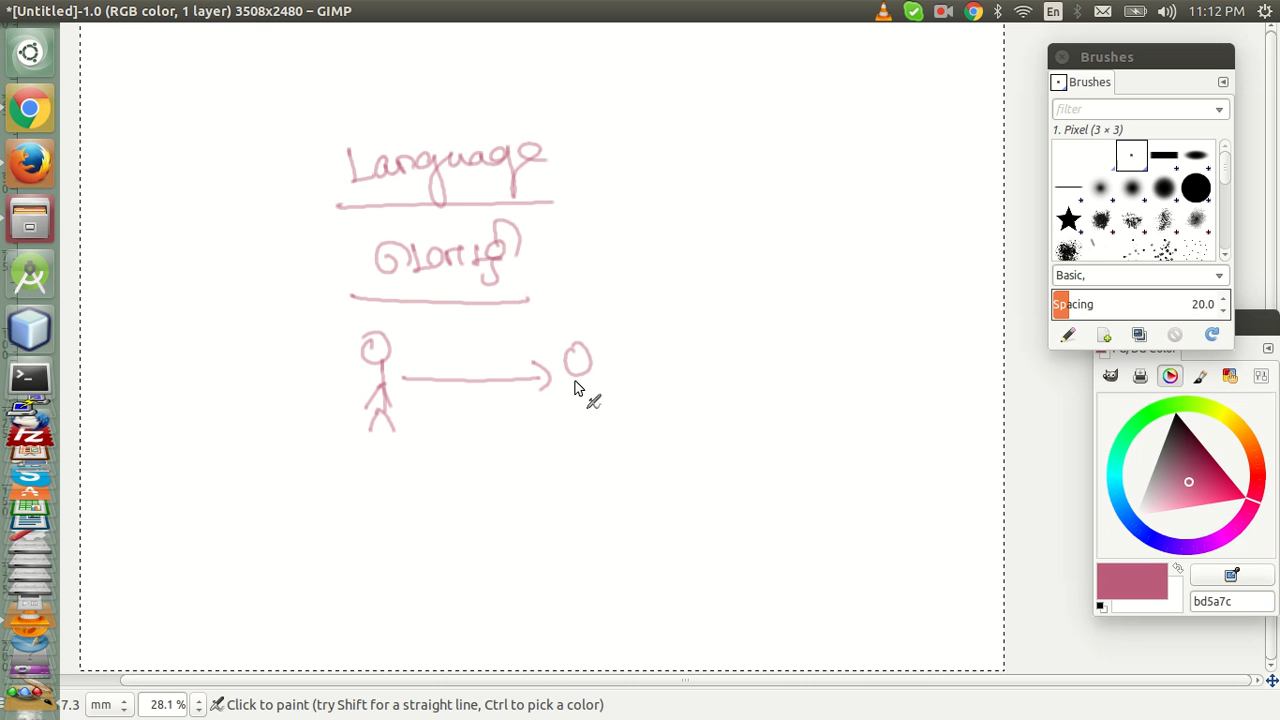 *[Untitled]-1.0 (RGB color, 1 layer) 3508x2480 – GIMP
En
11:12 PM
Language
மொழி
Brushes
Brushes
filter
1. Pixel (3 × 3)
Basic,
Spacing 20.0
bd5a7c
7.3 mm 28.1 % Click to paint (try Shift for a straight line, Ctrl to pick a color)